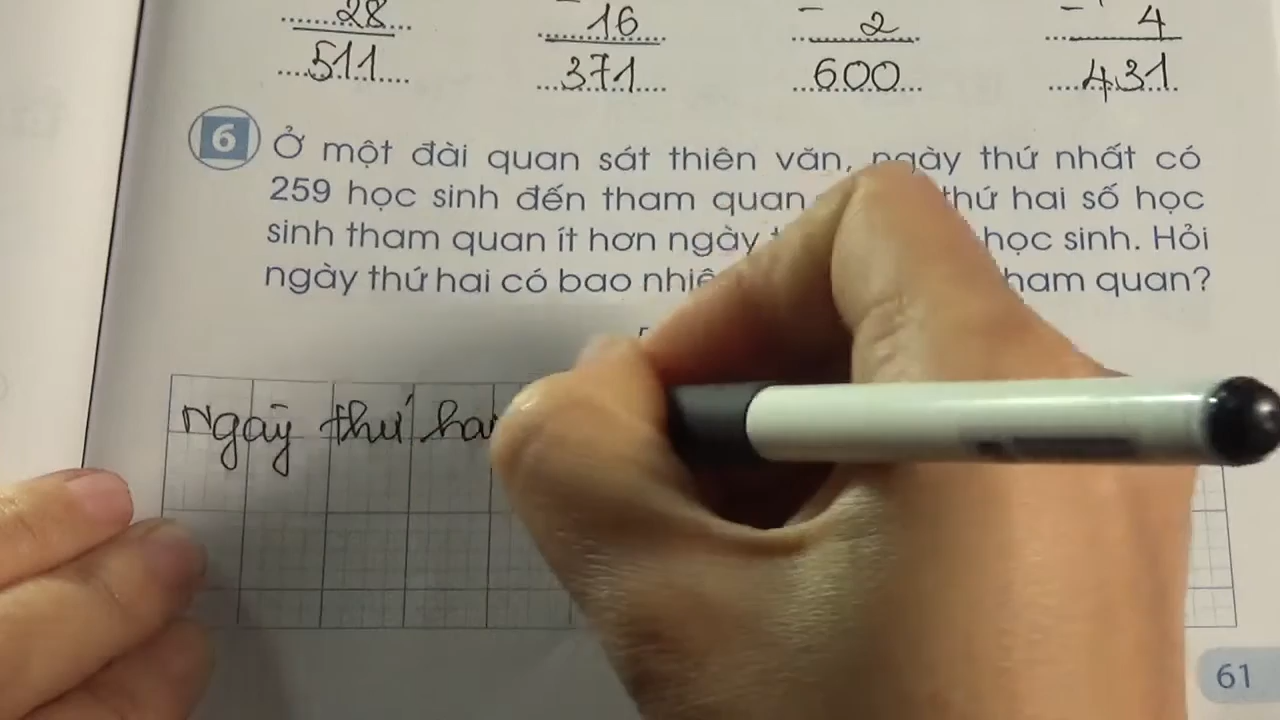 28 - 16 - 2 - 4
511 371 600 431
6 Ở một đài quan sát thiên văn, ngày thứ nhất có
259 học sinh đến tham quan thứ hai số học
sinh tham quan ít hơn ngày học sinh. Hỏi
ngày thứ hai có bao nhiê ham quan?
Ngày thứ hai
61